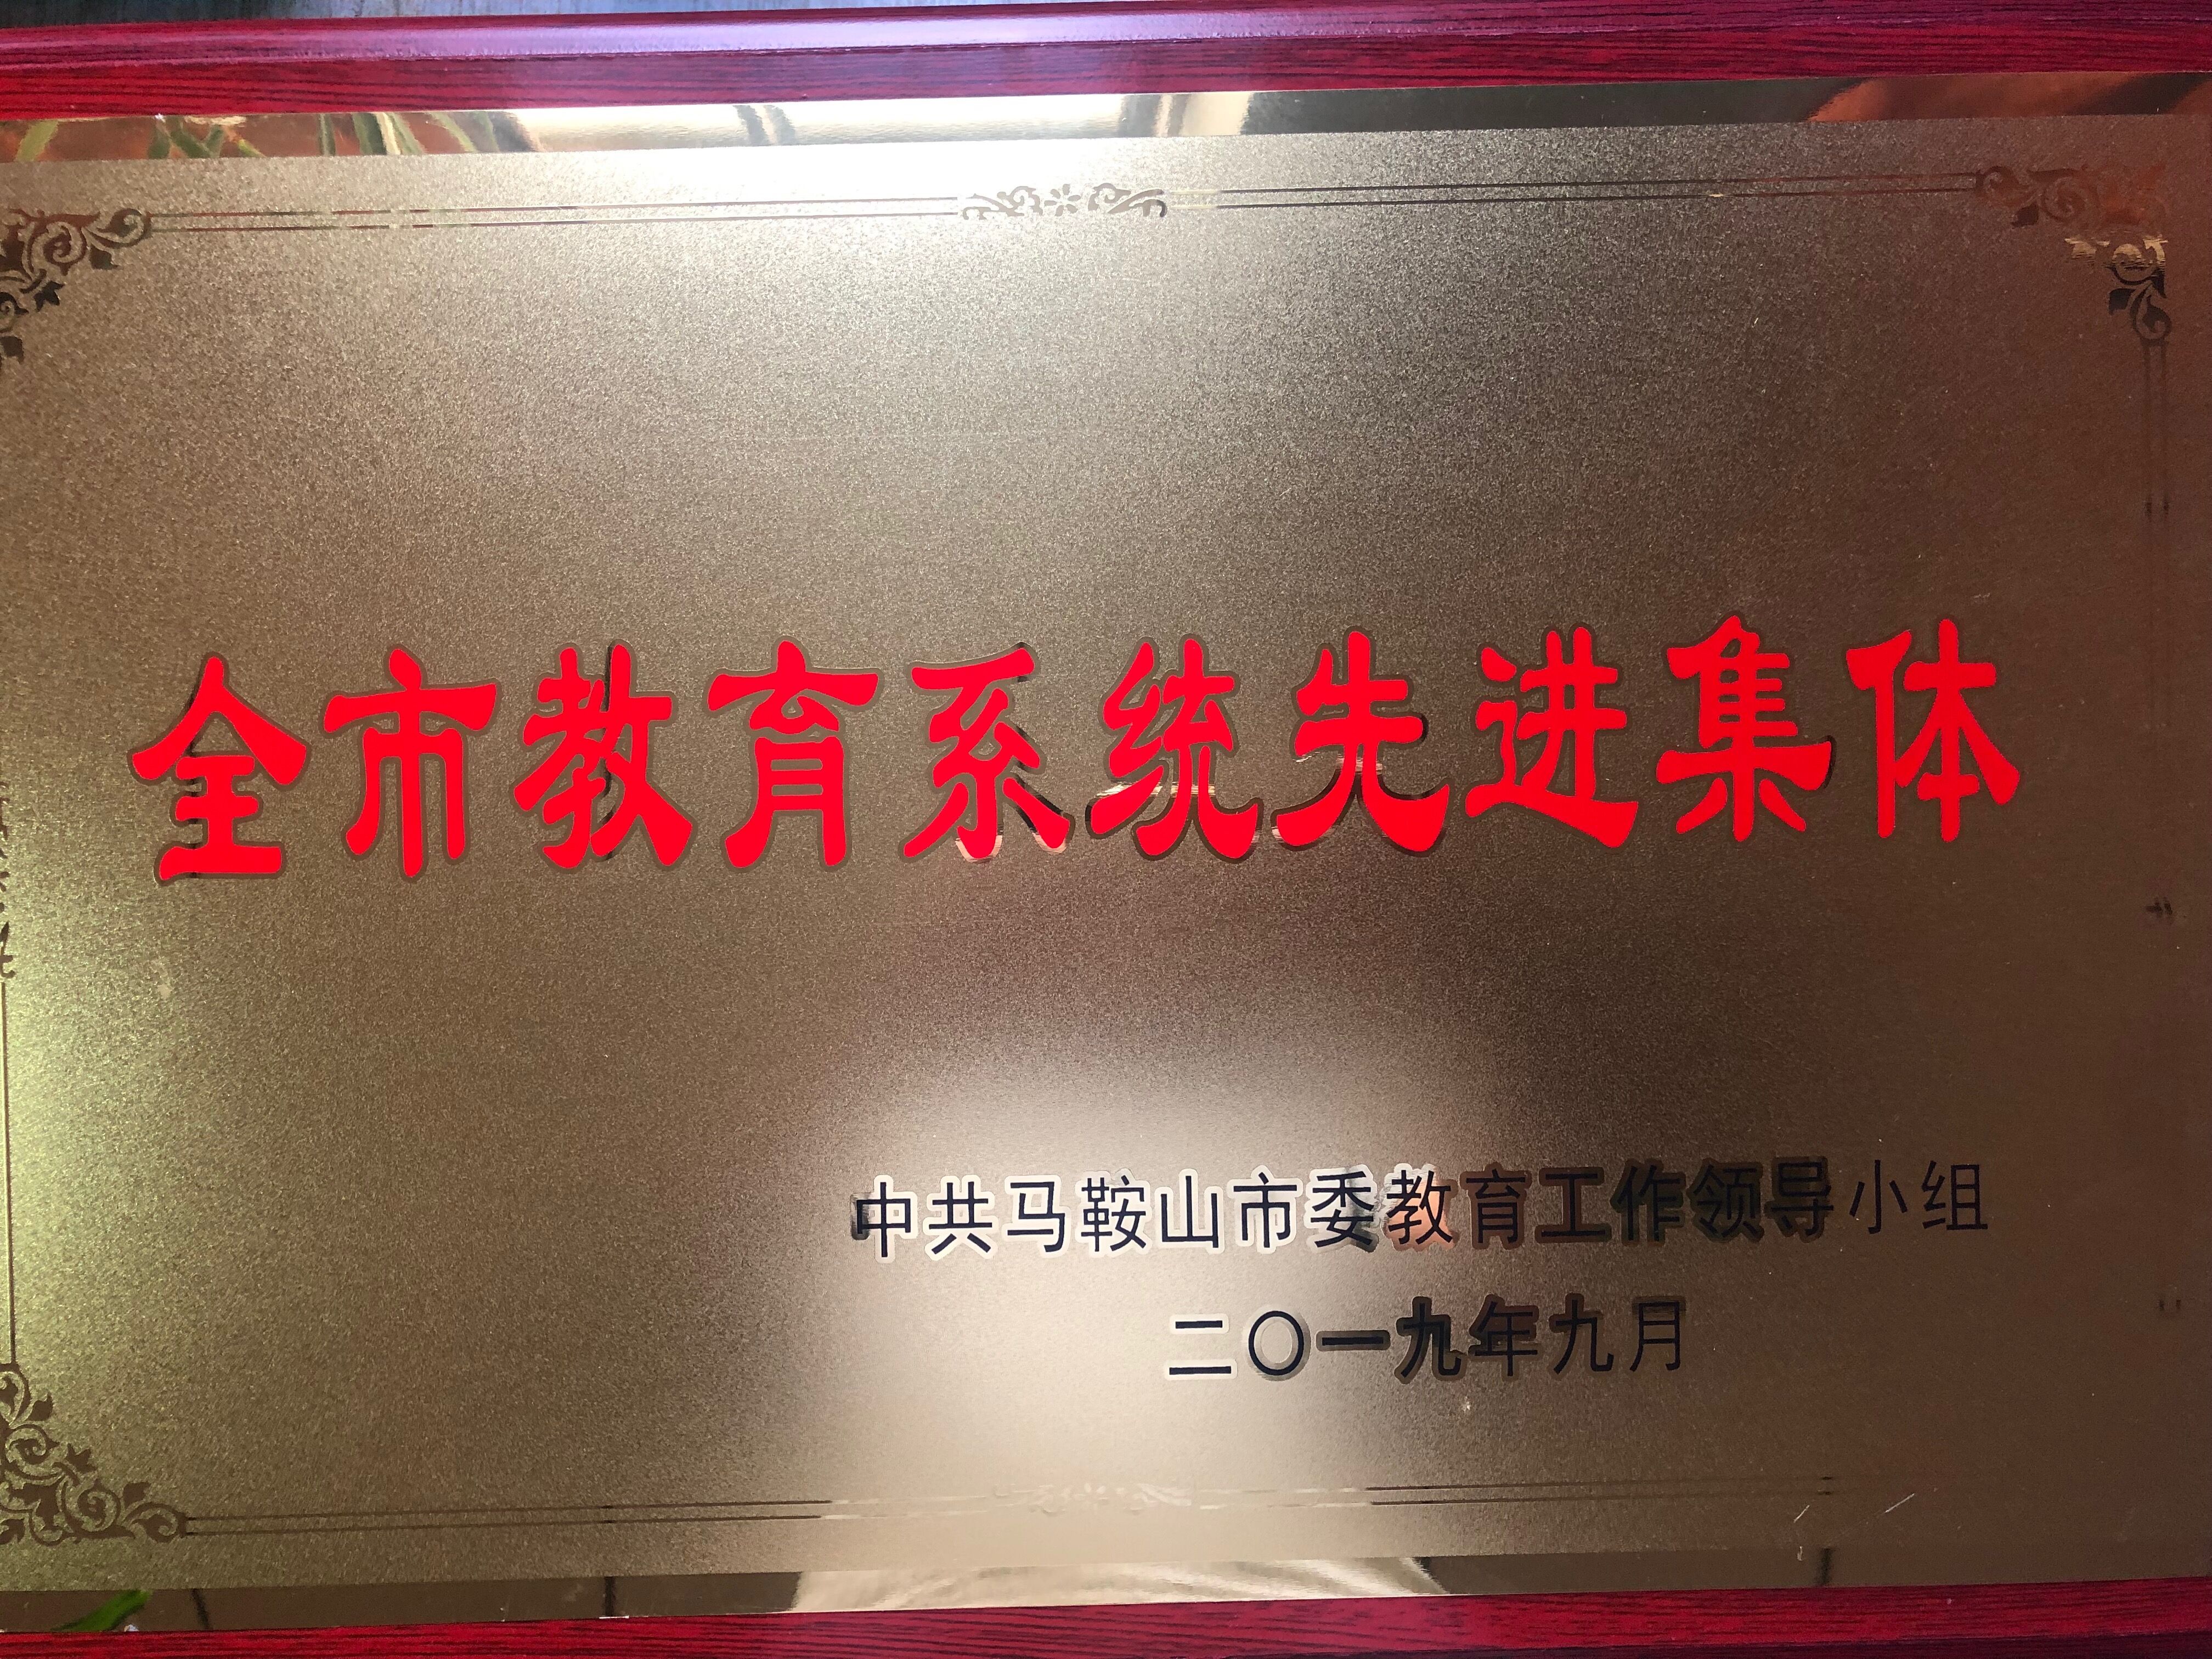 全市教育系统先进集体
中共马鞍山市委教育工作领导小组
二〇一九年九月